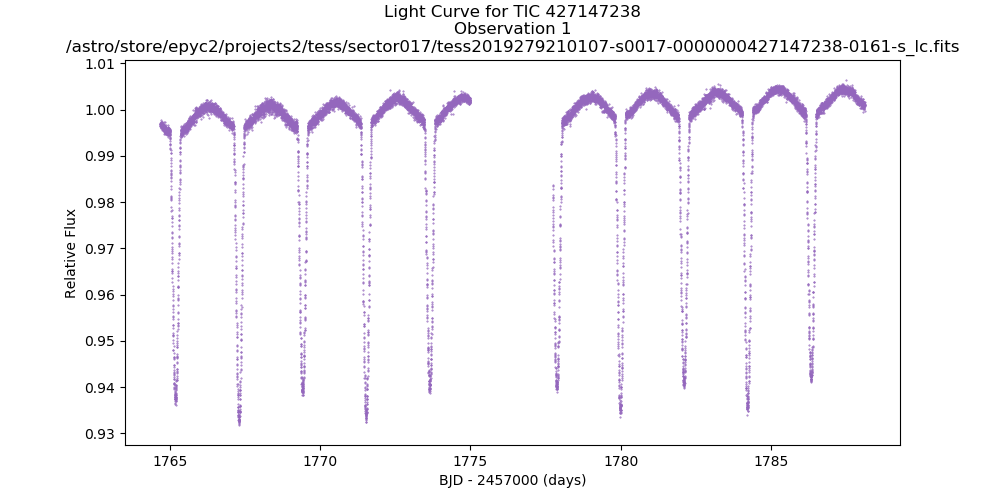 Light Curve for TIC 427147238
Observation 1
/astro/store/epyc2/projects2/tess/sector017/tess2019279210107-s0017-0000000427147238-0161-s_lc.fits
1.01
1.00
0.99
0.98
0.97
0.96
0.95
0.94
0.93
Relative Flux
1765
1770
1775
1780
1785
BJD - 2457000 (days)